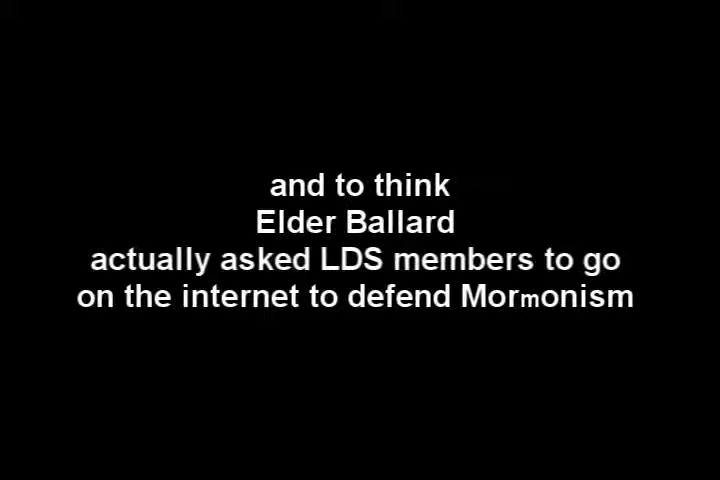 and to think
Elder Ballard
actually asked LDS members to go
on the internet to defend Mormonism